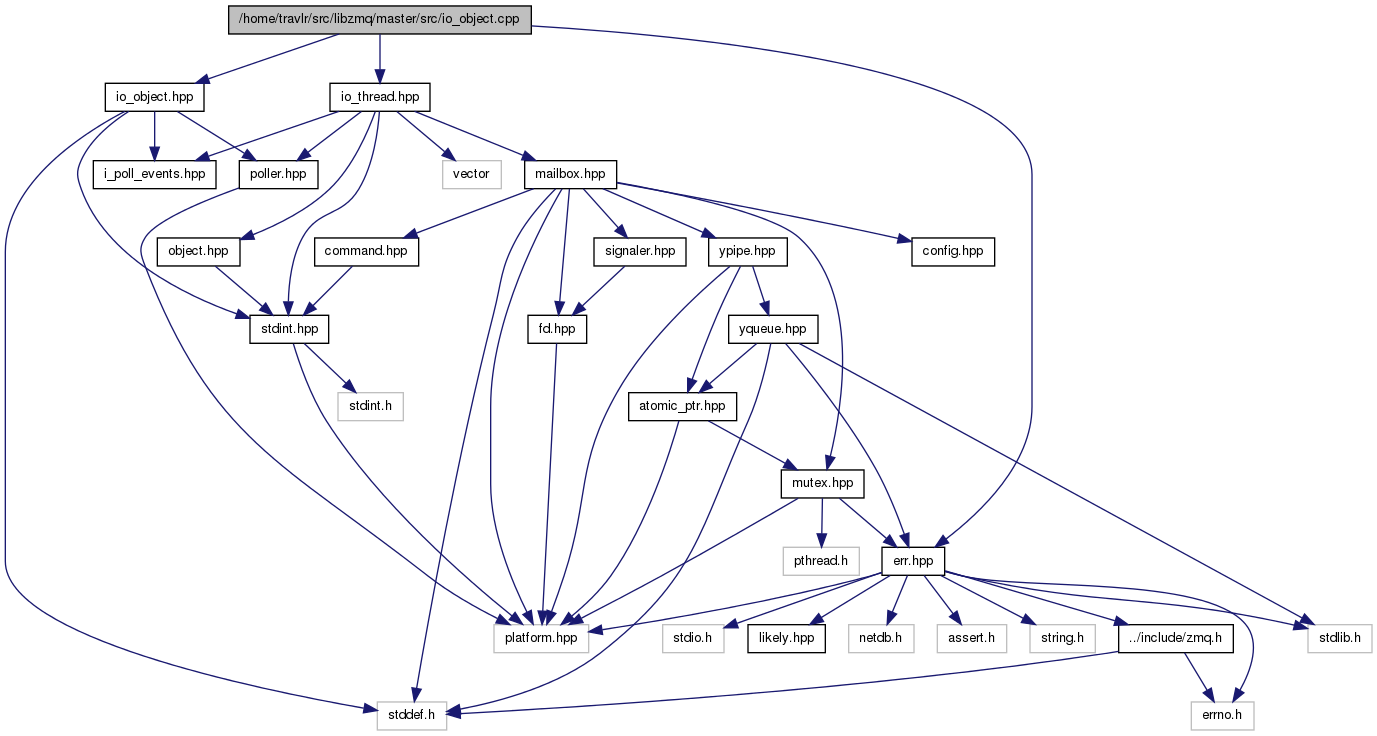 /home/travlr/src/libzmq/master/src/io_object.cpp
io_object.hpp
io_thread.hpp
i_poll_events.hpp
poller.hpp
vector
mailbox.hpp
object.hpp
command.hpp
signaler.hpp
ypipe.hpp
config.hpp
stdint.hpp
fd.hpp
yqueue.hpp
stdint.h
atomic_ptr.hpp
mutex.hpp
pthread.h
err.hpp
platform.hpp
stdio.h
likely.hpp
netdb.h
assert.h
string.h
../include/zmq.h
stdlib.h
stddef.h
errno.h